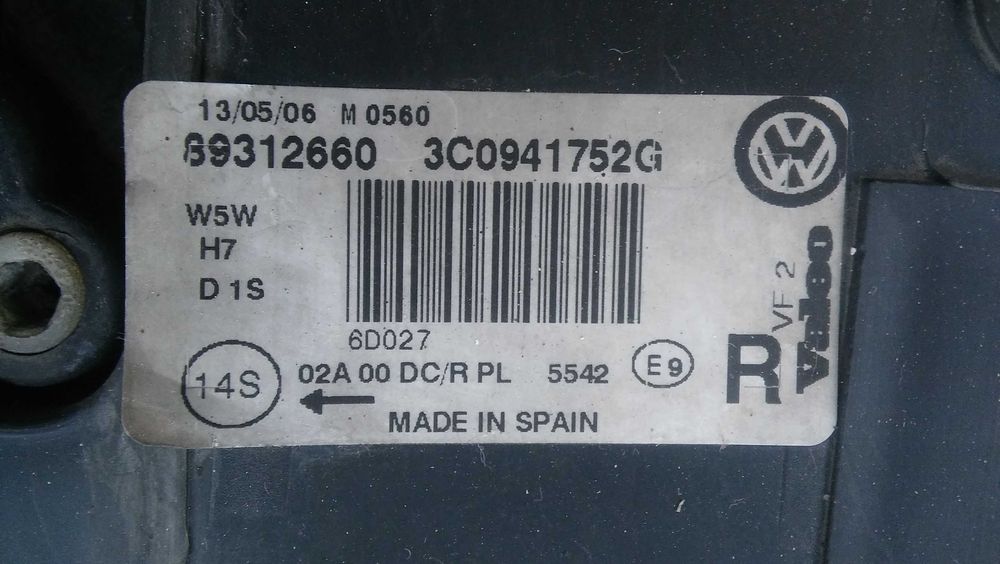 13/05/06 M 0560
89312660 3C0941752G
W5W
H7
D 1S
6D027
14S
02A 00 DC/R PL 5542 E9
MADE IN SPAIN
R
VF 2
Valeo
VW